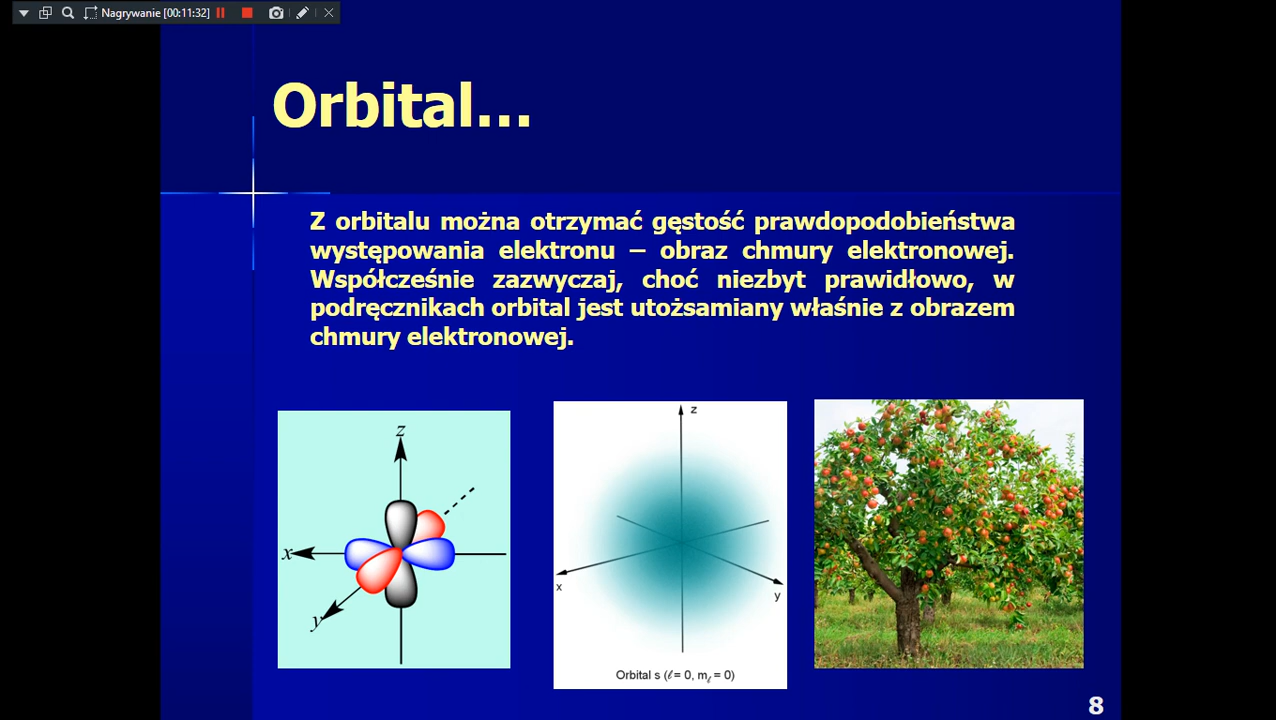 Nagrywanie [00:11:32]
Orbital...
Z orbitalu można otrzymać gęstość prawdopodobieństwa
występowania elektronu – obraz chmury elektronowej.
Współcześnie zazwyczaj, choć niezbyt prawidłowo, w
podręcznikach orbital jest utożsamiany właśnie z obrazem
chmury elektronowej.
z
x
y
z
x
y
Orbital s (ℓ = 0, mℓ = 0)
8